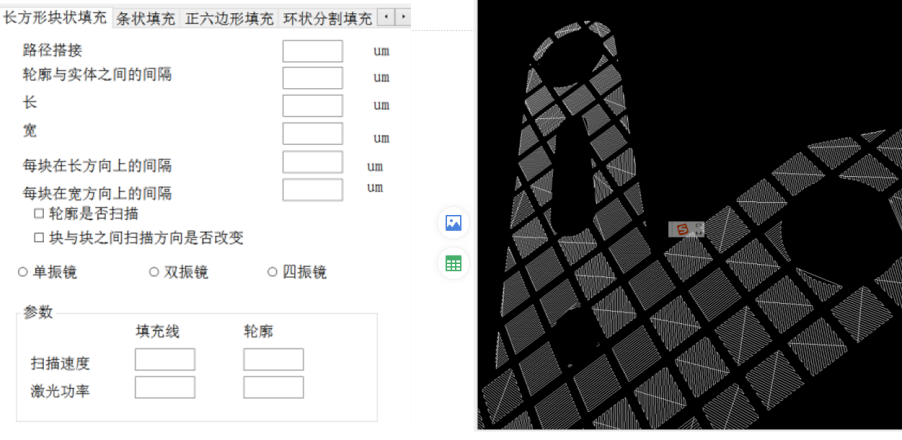 长方形块状填充 条状填充 正六边形填充 环状分割填充
路径搭接 um
轮廓与实体之间的间隔 um
长 um
宽 um
每块在长方向上的间隔 um
每块在宽方向上的间隔 um
轮廓是否扫描
块与块之间扫描方向是否改变
单振镜 双振镜 四振镜
参数
填充线 轮廓
扫描速度
激光功率